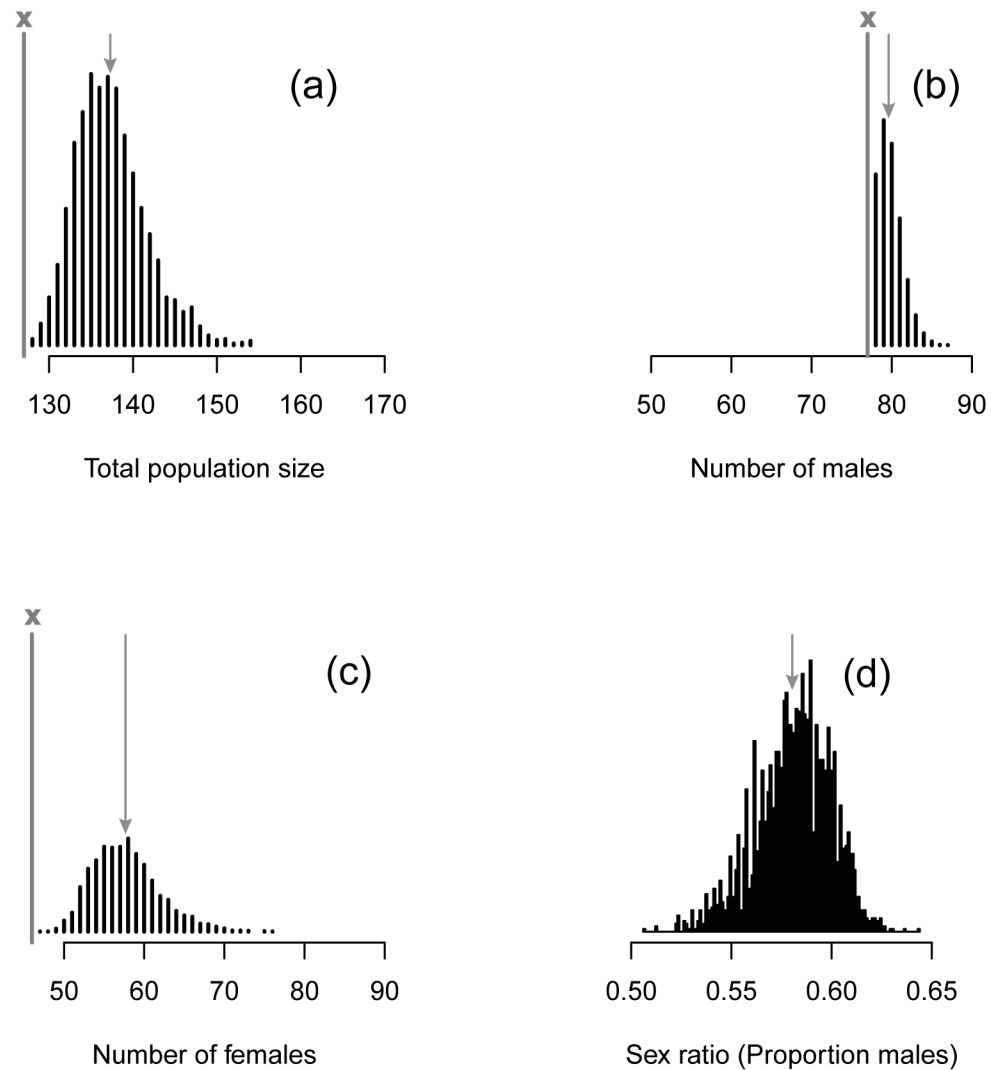 x
(a)
130 140 150 160 170
Total population size
x
(b)
50 60 70 80 90
Number of males
x
(c)
50 60 70 80 90
Number of females
(d)
0.50 0.55 0.60 0.65
Sex ratio (Proportion males)